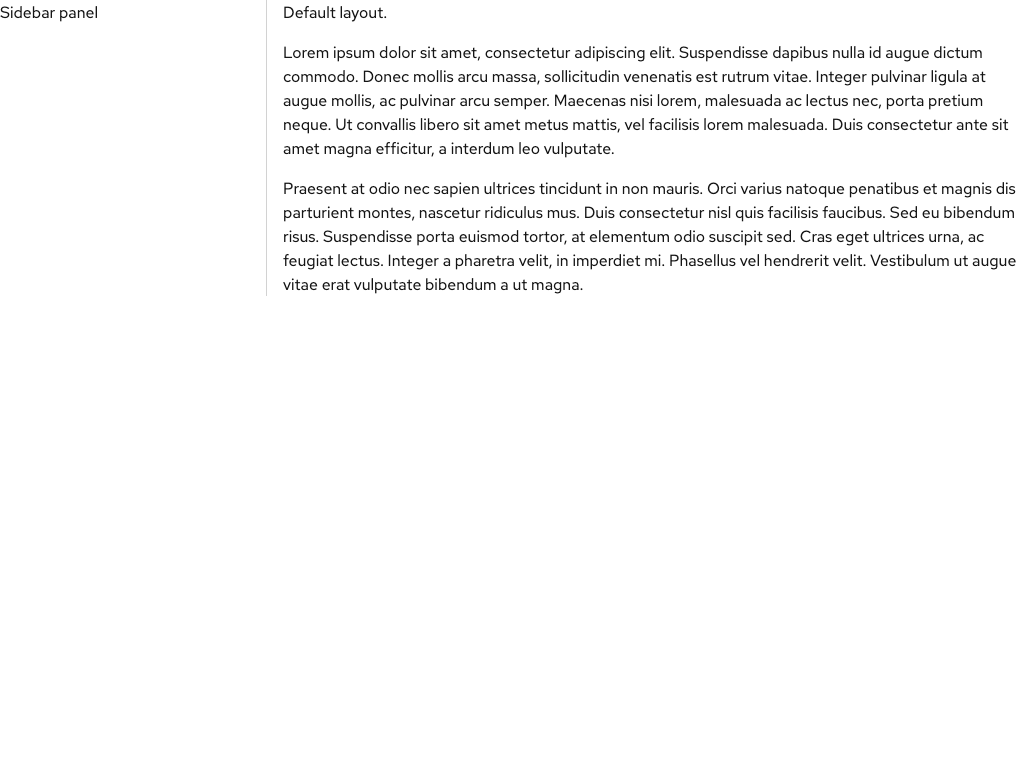 Sidebar panel
Default layout.
Lorem ipsum dolor sit amet, consectetur adipiscing elit. Suspendisse dapibus nulla id augue dictum
commodo. Donec mollis arcu massa, sollicitudin venenatis est rutrum vitae. Integer pulvinar ligula at
augue mollis, ac pulvinar arcu semper. Maecenas nisi lorem, malesuada ac lectus nec, porta pretium
neque. Ut convallis libero sit amet metus mattis, vel facilisis lorem malesuada. Duis consectetur ante sit
amet magna efficitur, a interdum leo vulputate.
Praesent at odio nec sapien ultrices tincidunt in non mauris. Orci varius natoque penatibus et magnis dis
parturient montes, nascetur ridiculus mus. Duis consectetur nisl quis facilisis faucibus. Sed eu bibendum
risus. Suspendisse porta euismod tortor, at elementum odio suscipit sed. Cras eget ultrices urna, ac
feugiat lectus. Integer a pharetra velit, in imperdiet mi. Phasellus vel hendrerit velit. Vestibulum ut augue
vitae erat vulputate bibendum a ut magna.